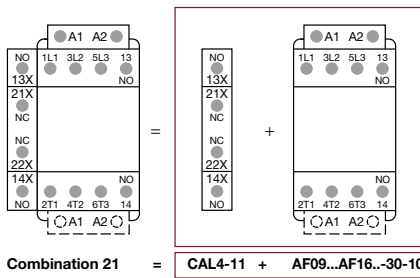 A1 A2
NO 1L1 3L2 5L3 13
13X NO
21X
NC
NC
22X
14X NO
NO 2T1 4T2 6T3 14
A1 A2
=
NO
13X
21X
NC
NC
22X
14X
NO
+
A1 A2
1L1 3L2 5L3 13
NO
NO
2T1 4T2 6T3 14
A1 A2
Combination 21 = CAL4-11 + AF09...AF16..-30-10